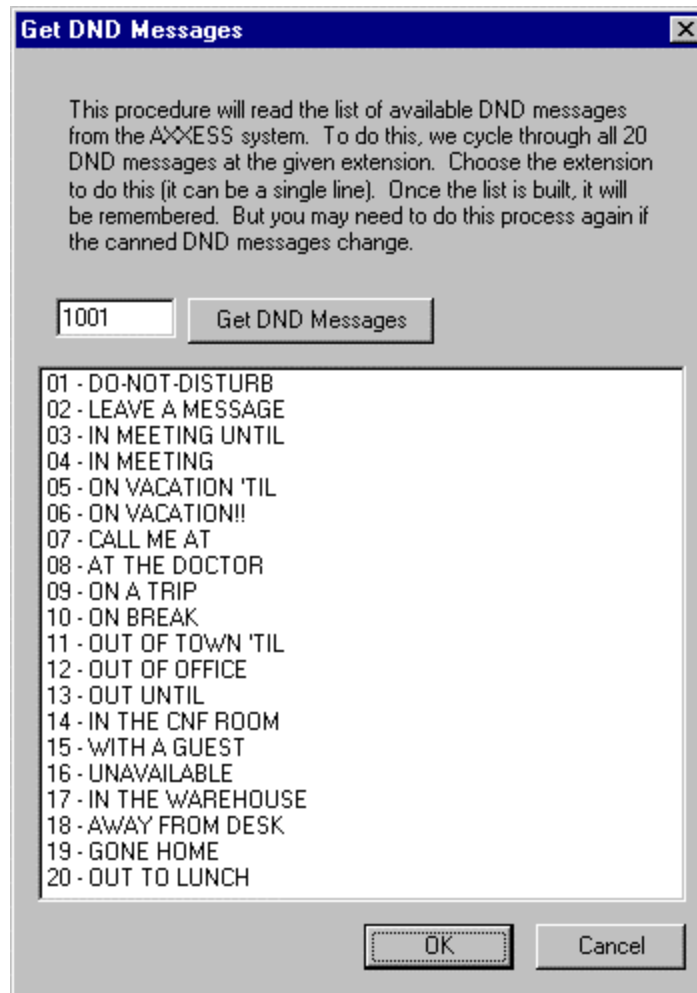 Get DND Messages
This procedure will read the list of available DND messages
from the AXXESS system.  To do this, we cycle through all 20
DND messages at the given extension.  Choose the extension
to do this (it can be a single line).  Once the list is built, it will
be remembered.  But you may need to do this process again if
the canned DND messages change.
1001 Get DND Messages
01 - DO-NOT-DISTURB
02 - LEAVE A MESSAGE
03 - IN MEETING UNTIL
04 - IN MEETING
05 - ON VACATION 'TIL
06 - ON VACATION!!
07 - CALL ME AT
08 - AT THE DOCTOR
09 - ON A TRIP
10 - ON BREAK
11 - OUT OF TOWN 'TIL
12 - OUT OF OFFICE
13 - OUT UNTIL
14 - IN THE CNF ROOM
15 - WITH A GUEST
16 - UNAVAILABLE
17 - IN THE WAREHOUSE
18 - AWAY FROM DESK
19 - GONE HOME
20 - OUT TO LUNCH
OK Cancel